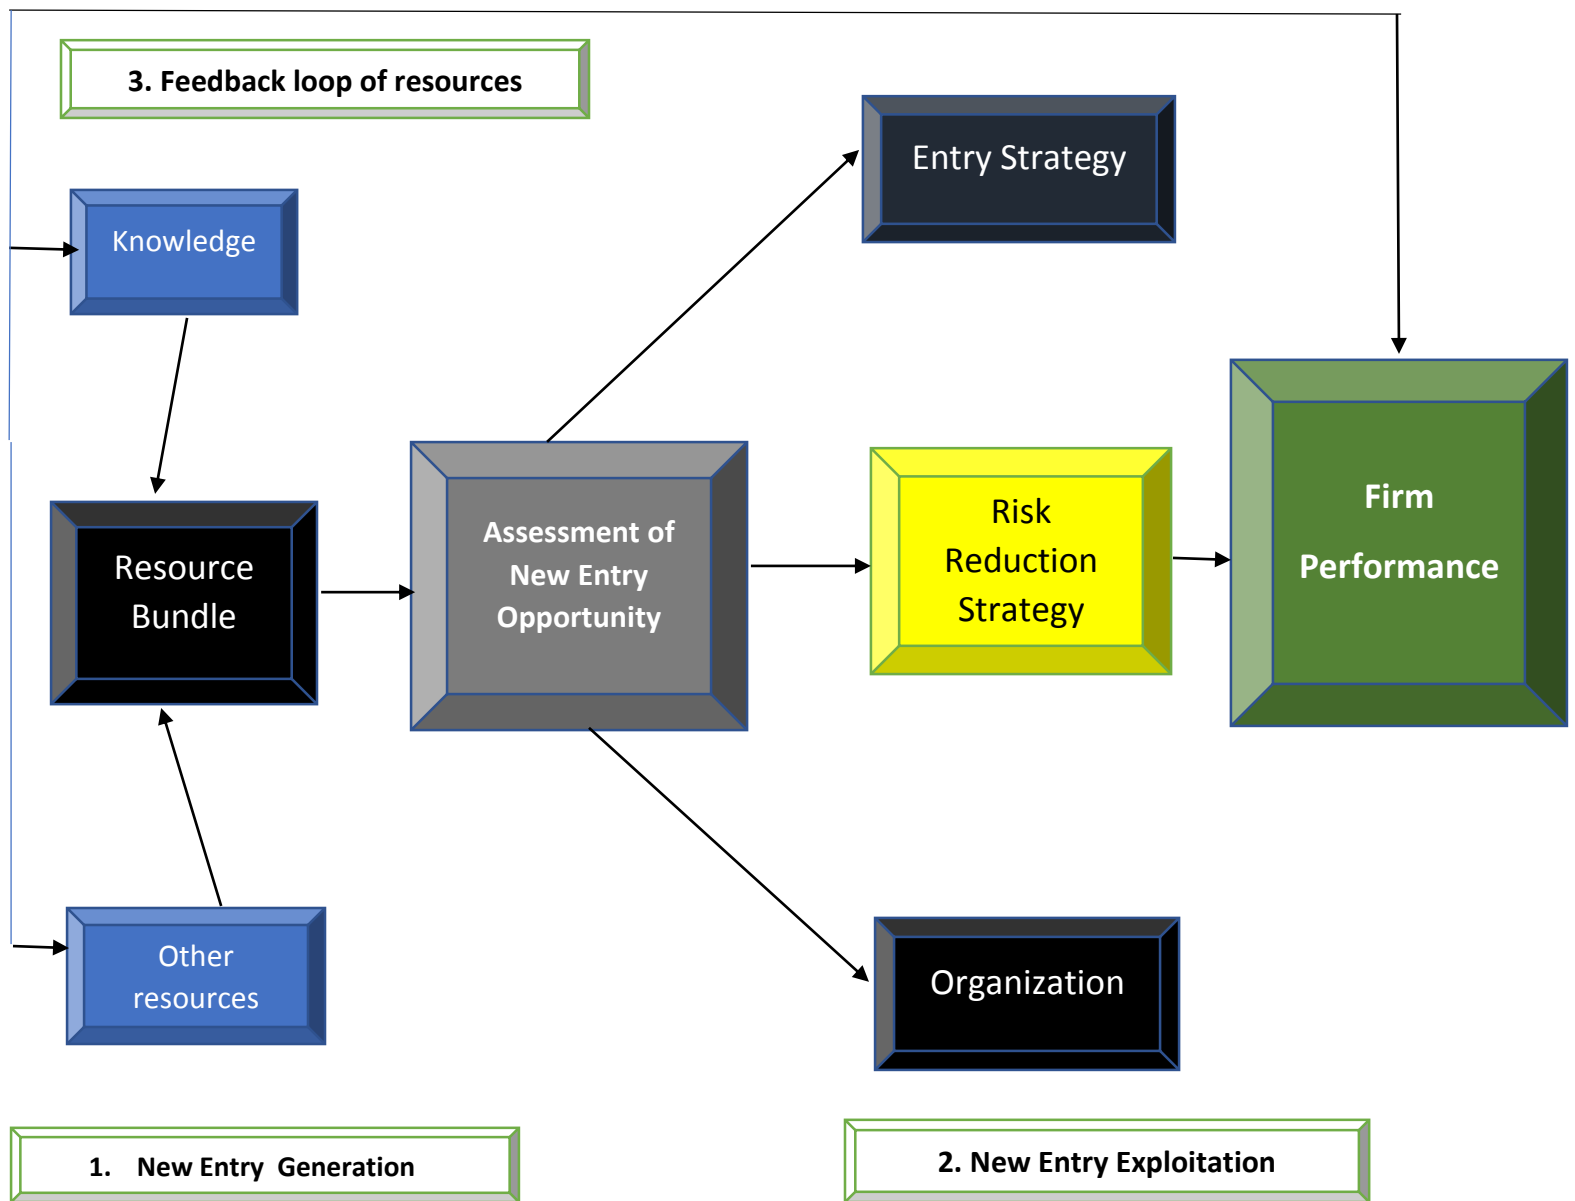 3. Feedback loop of resources
Entry Strategy
Knowledge
Resource
Bundle
Assessment of
New Entry
Opportunity
Risk
Reduction
Strategy
Firm
Performance
Other
resources
Organization
1. New Entry Generation
2. New Entry Exploitation